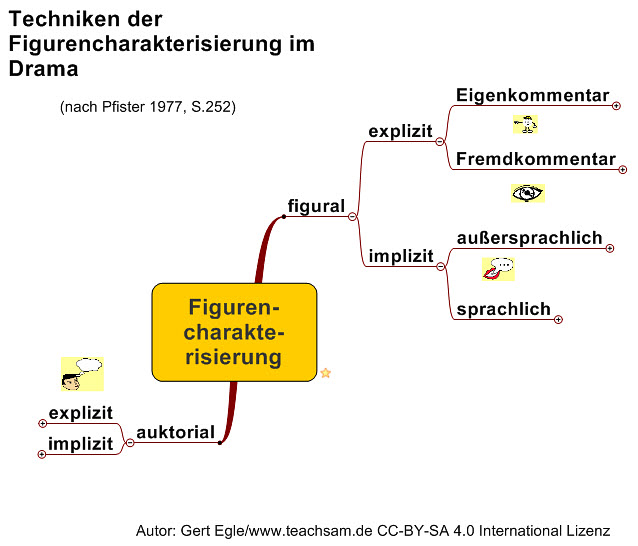 Techniken der
Figurencharakterisierung im
Drama
(nach Pfister 1977, S.252)
Eigenkommentar
explizit
Fremdkommentar
figural
außersprachlich
implizit
sprachlich
Figuren-
charakte-
risierung
explizit
auktorial
implizit
Autor: Gert Egle/www.teachsam.de CC-BY-SA 4.0 International Lizenz